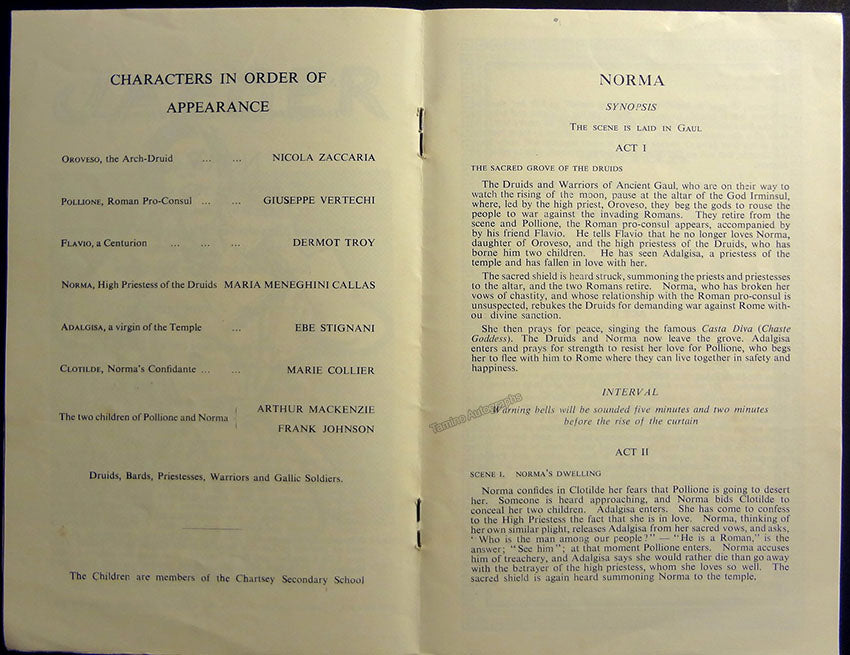 CHARACTERS IN ORDER OF
APPEARANCE
OROVESO, the Arch-Druid ... ... NICOLA ZACCARIA
POLLIONE, Roman Pro-Consul ... ... GIUSEPPE VERTECHI
FLAVIO, a Centurion ... ... ... DERMOT TROY
NORMA, High Priestess of the Druids MARIA MENEGHINI CALLAS
ADALGISA, a virgin of the Temple ... EBE STIGNANI
CLOTILDE, Norma's Confidante ... ... MARIE COLLIER
The two children of Pollione and Norma
ARTHUR MACKENZIE
FRANK JOHNSON
Druids, Bards, Priestesses, Warriors and Gallic Soldiers.
The Children are members of the Chartsey Secondary School
NORMA
SYNOPSIS
THE SCENE IS LAID IN GAUL
ACT I
THE SACRED GROVE OF THE DRUIDS
The Druids and Warriors of Ancient Gaul, who are on their way to
watch the rising of the moon, pause at the altar of the God Irminsul,
where, led by the high priest, Oroveso, they beg the gods to rouse the
people to war against the invading Romans. They retire from the
scene and Pollione, the Roman pro-consul appears, accompanied by
by his friend Flavio. He tells Flavio that he no longer loves Norma,
daughter of Oroveso, and the high priestess of the Druids, who has
borne him two children. He has seen Adalgisa, a priestess of the
temple and has fallen in love with her.
The sacred shield is heard struck, summoning the priests and priestesses
to the altar, and the two Romans retire. Norma, who has broken her
vows of chastity, and whose relationship with the Roman pro-consul is
unsuspected, rebukes the Druids for demanding war against Rome with-
ou divine sanction.
She then prays for peace, singing the famous Casta Diva (Chaste
Goddess). The Druids and Norma now leave the grove. Adalgisa
enters and prays for strength to resist her love for Pollione, who begs
her to flee with him to Rome where they can live together in safety and
happiness.
INTERVAL
Warning bells will be sounded five minutes and two minutes
before the rise of the curtain
Tamino Autographs
ACT II
SCENE I. NORMA'S DWELLING
Norma confides in Clotilde her fears that Pollione is going to desert
her. Someone is heard approaching, and Norma bids Clotilde to
conceal her two children. Adalgisa enters. She has come to confess
to the High Priestess the fact that she is in love. Norma, thinking of
her own similar plight, releases Adalgisa from her sacred vows, and asks,
' Who is the man among our people?" — "He is a Roman," is the
answer; "See him"; at that moment Pollione enters. Norma accuses
him of treachery, and Adalgisa says she would rather die than go away
with the betrayer of the high priestess, whom she loves so well. The
sacred shield is again heard summoning Norma to the temple.